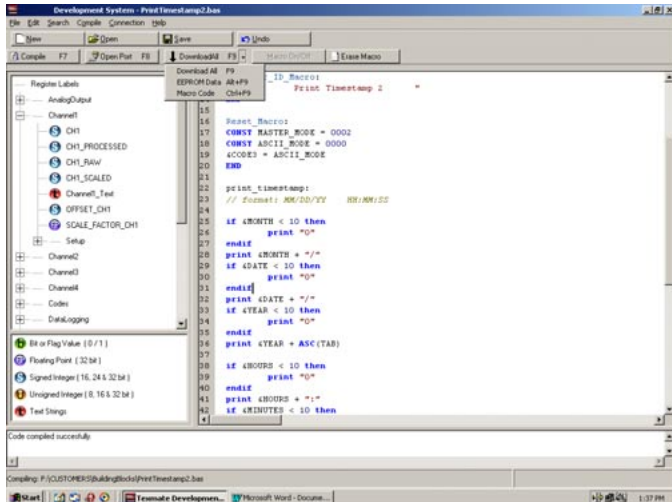 Development System - PrintTimestamp2.bas
File Edit Search Compile Connection Help
New Open Save Undo
Compile F7 Open Port F8 DownloadAll F9 Macro On/Off Erase Macro
Download All F9
EEPROM Data Alt+F9
Macro Code Ctrl+F9
Register Labels
AnalogOutput
Channel1
CH1
CH1_PROCESSED
CH1_RAW
CH1_SCALED
Channel1_Text
OFFSET_CH1
SCALE_FACTOR_CH1
Setup
Channel2
Channel3
Channel4
Codes
DataLogging
Bit or Flag Value ( 0 / 1 )
Floating Point ( 32 bit )
Signed Integer ( 16, 24 & 32 bit )
Unsigned Integer ( 8, 16 & 32 bit )
Text Strings
_ID_Macro:
Print Timestamp 2 "
15
16 Reset_Macro:
17 CONST MASTER_MODE = 0002
18 CONST ASCII_MODE = 0000
19 &CODE3 = ASCII_MODE
20 END
21
22 print_timestamp:
23 // format: MM/DD/YY HH:MM:SS
24
25 if &MONTH < 10 then
26 print "0"
27 endif
28 print &MONTH + "/"
29 if &DATE < 10 then
30 print "0"
31 endif
32 print &DATE + "/"
33 if &YEAR < 10 then
34 print "0"
35 endif
36 print &YEAR + ASC(TAB)
37
38 if &HOURS < 10 then
39 print "0"
40 endif
41 print &HOURS + ":"
42 if &MINUTES < 10 then
Code compiled succesfully.
Compiling: F:\CUSTOMERS\BuildingBlocks\PrintTimestamp2.bas
Start Texmate Developmen... Microsoft Word - Docume... 1:37 PM